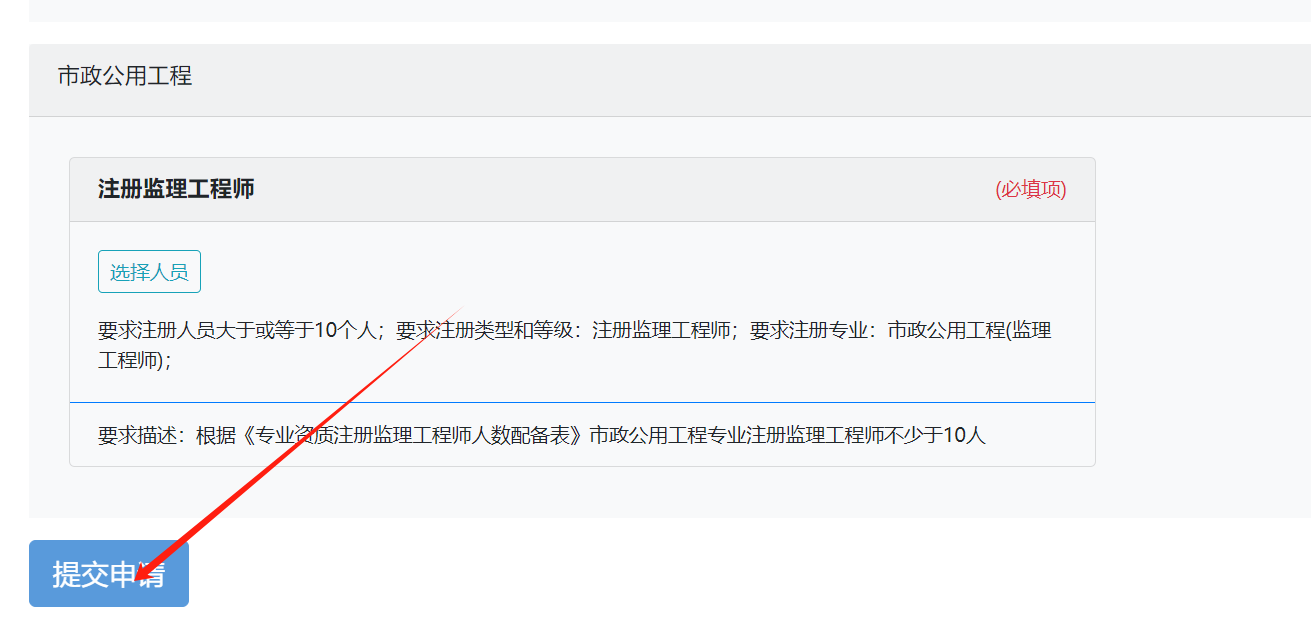 市政公用工程
注册监理工程师
(必填项)
选择人员
要求注册人员大于或等于10个人；要求注册类型和等级：注册监理工程师；要求注册专业：市政公用工程(监理
工程师)；
要求描述：根据《专业资质注册监理工程师人数配备表》市政公用工程专业注册监理工程师不少于10人
提交申请